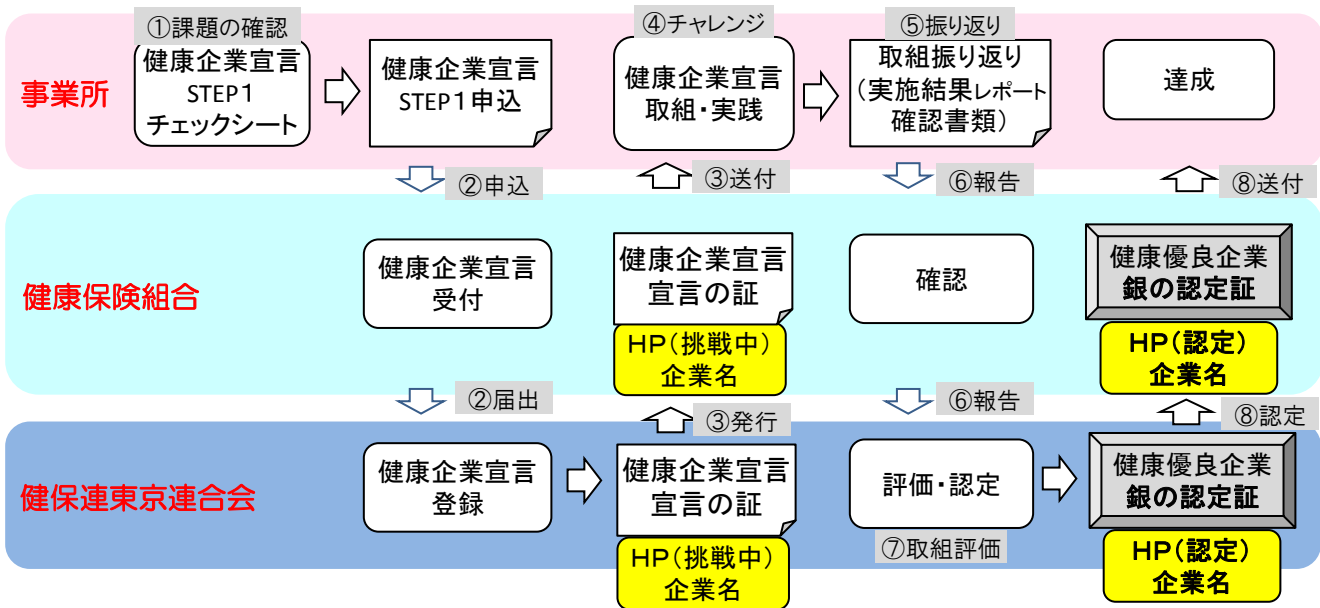 ①課題の確認
健康企業宣言
STEP1
チェックシート
健康企業宣言
STEP1申込
④チャレンジ
健康企業宣言
取組・実践
⑤振り返り
取組振り返り
(実施結果レポート
確認書類)
達成
事業所
②申込
③送付
⑥報告
⑧送付
健康保険組合
健康企業宣言
受付
健康企業宣言
宣言の証
HP(挑戦中)
企業名
確認
健康優良企業
銀の認定証
HP(認定)
企業名
②届出
③発行
⑥報告
⑧認定
健保連東京連合会
健康企業宣言
登録
健康企業宣言
宣言の証
HP(挑戦中)
企業名
評価・認定
⑦取組評価
健康優良企業
銀の認定証
HP(認定)
企業名